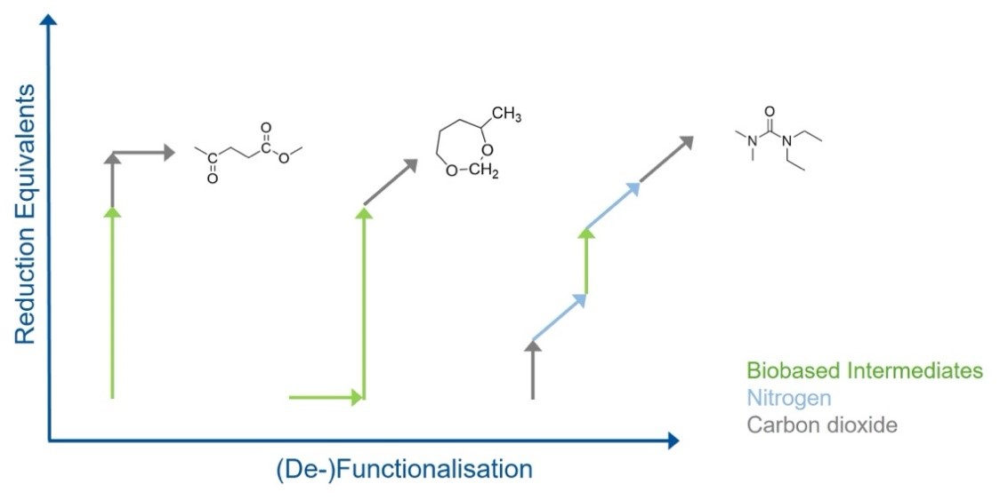 Reduction Equivalents
O
C
O
C
O
CH3
O
O-CH2
O
N
N
Biobased Intermediates
Nitrogen
Carbon dioxide
(De-)Functionalisation